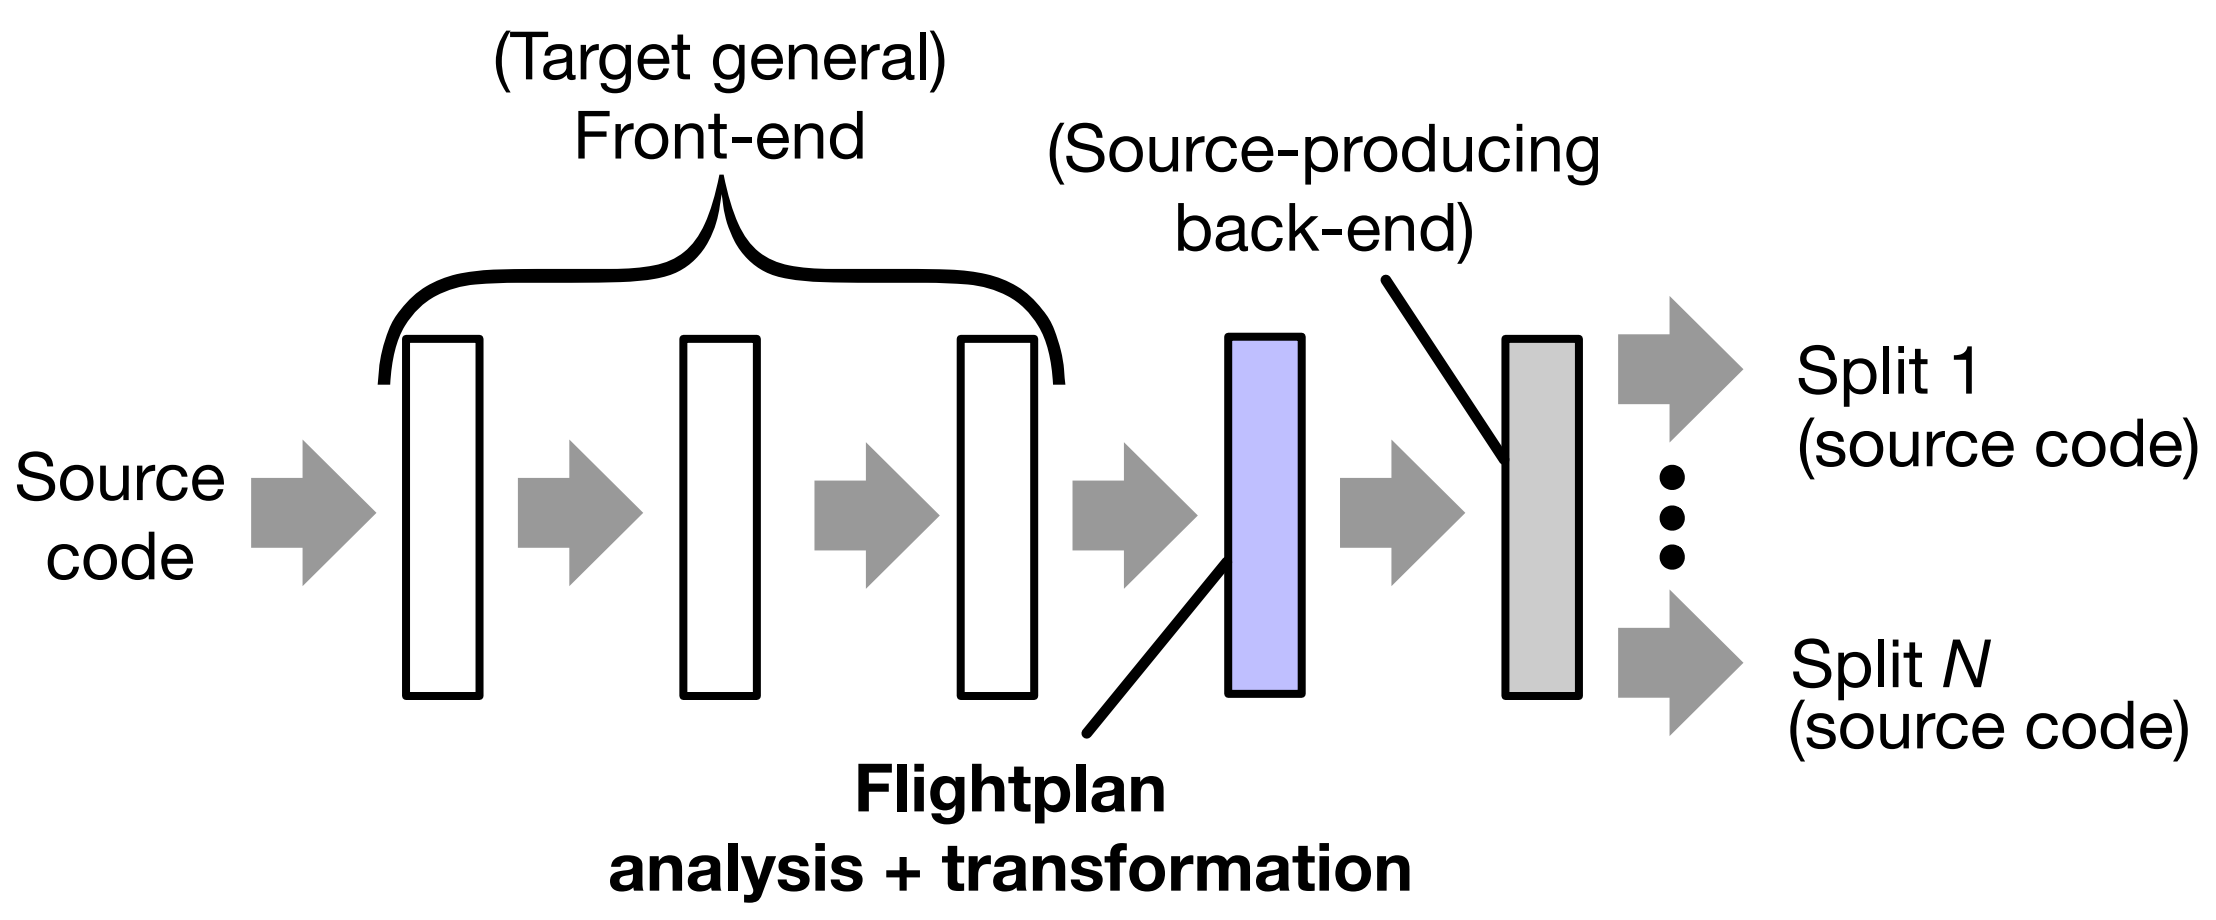 (Target general)
Front-end
(Source-producing
back-end)
Source
code
Split 1
(source code)
Split N
(source code)
Flightplan
analysis + transformation